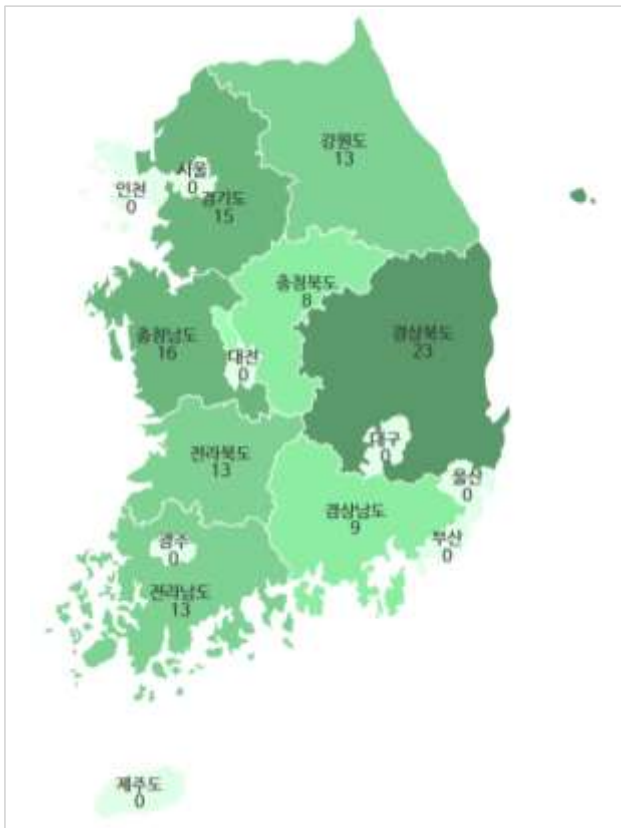 강원도
13
서울
0
인천
0
경기도
15
충청북도
8
충청남도
16
경상북도
23
대전
0
대구
0
전라북도
13
울산
0
경상남도
9
부산
0
광주
0
전라남도
13
제주도
0